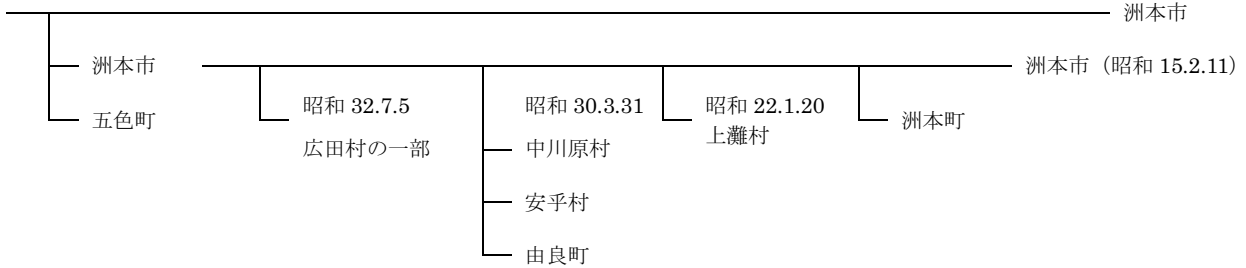 洲本市
洲本市
洲本市（昭和 15.2.11）
五色町
昭和 32.7.5
広田村の一部
昭和 30.3.31
中川原村
安乎村
由良町
昭和 22.1.20
上灘村
洲本町